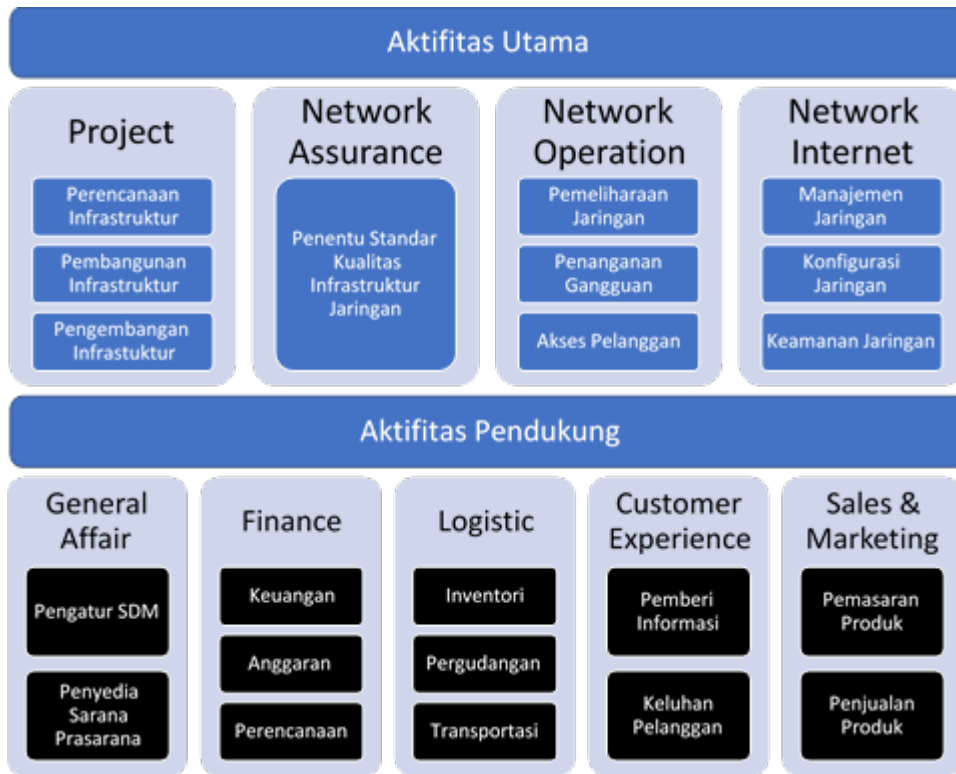 Aktifitas Utama
Project
Perencanaan
Infrastruktur
Pembangunan
Infrastruktur
Pengembangan
Infrastuktur
Network
Assurance
Penentu Standar
Kualitas
Infrastruktur
Jaringan
Network
Operation
Pemeliharaan
Jaringan
Penanganan
Gangguan
Akses Pelanggan
Network
Internet
Manajemen
Jaringan
Konfigurasi
Jaringan
Keamanan Jaringan
Aktifitas Pendukung
General
Affair
Pengatur SDM
Penyedia
Sarana
Prasarana
Finance
Keuangan
Anggaran
Perencanaan
Logistic
Inventori
Pergudangan
Transportasi
Customer
Experience
Pemberi
Informasi
Keluhan
Pelanggan
Sales &
Marketing
Pemasaran
Produk
Penjualan
Produk